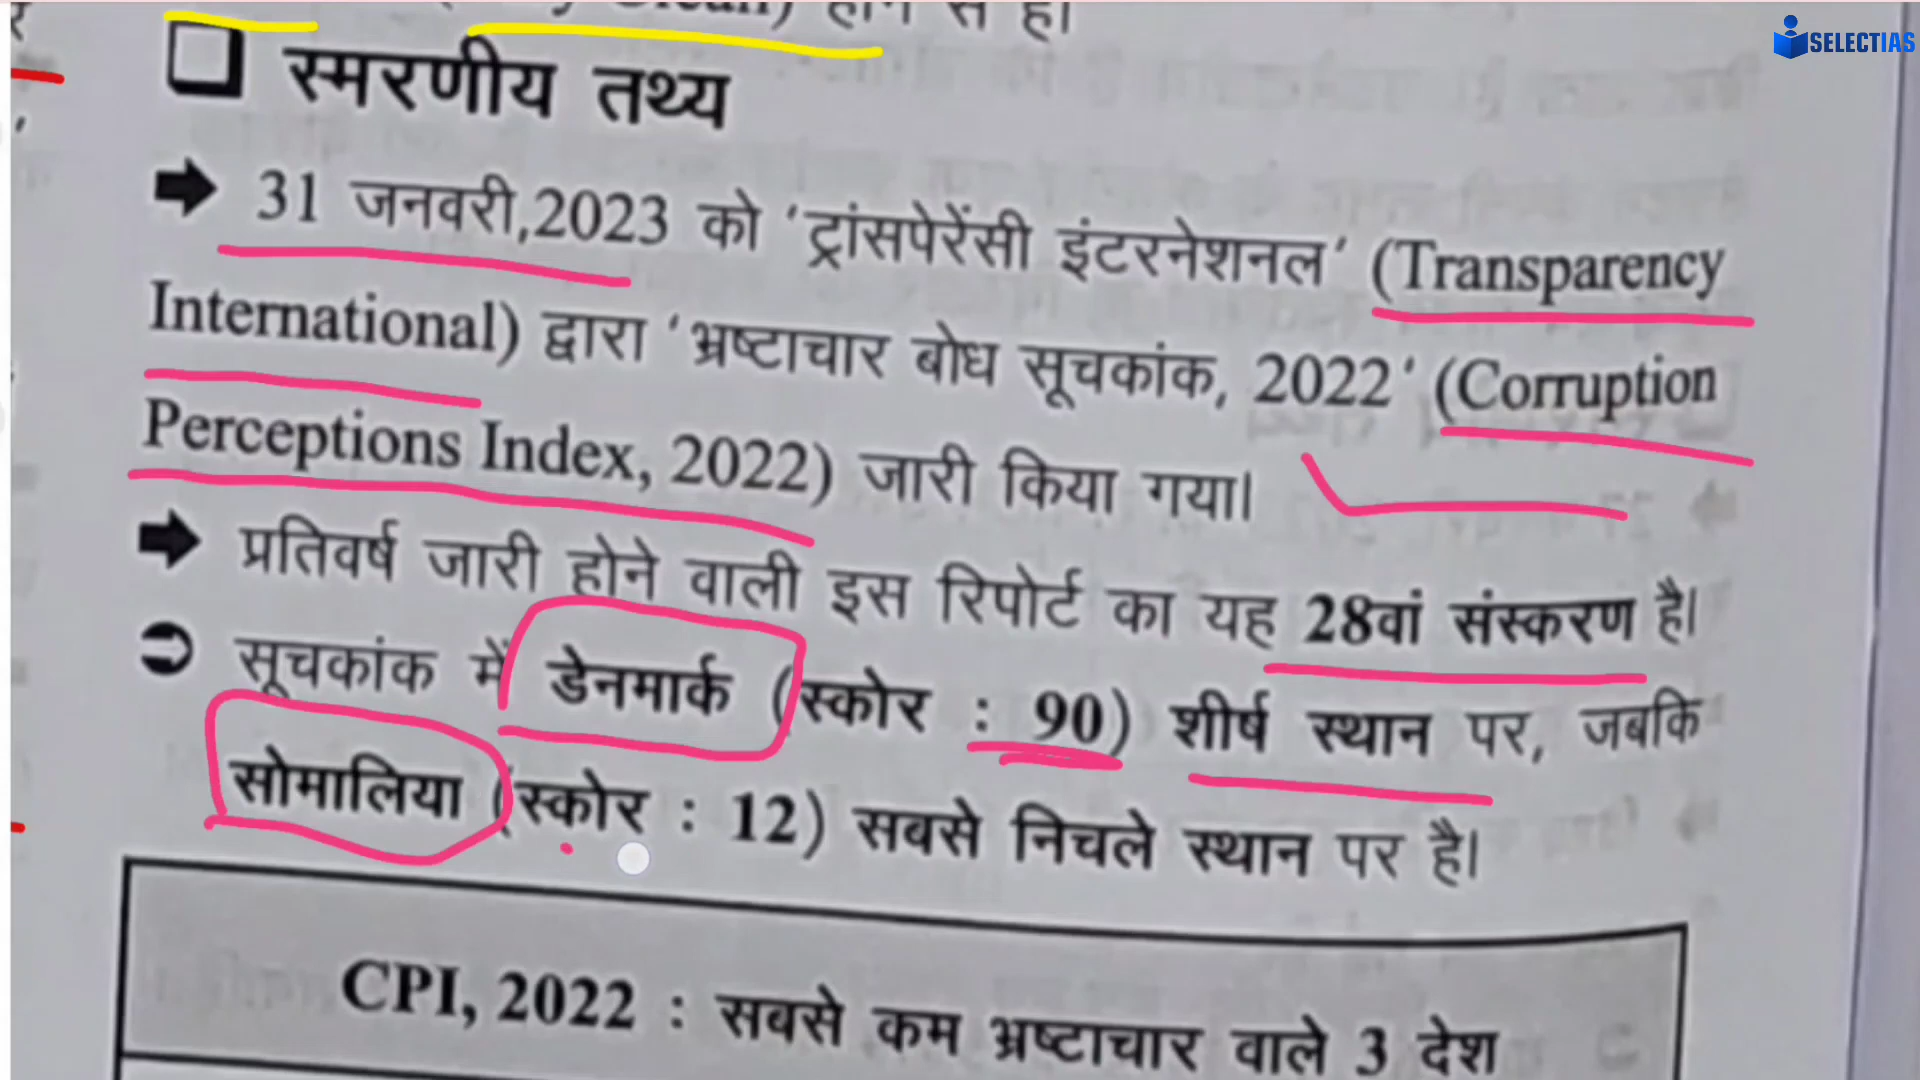 होने से है।
SELECTIAS
❑ स्मरणीय तथ्य
➡ 31 जनवरी,2023 को ‘ट्रांसपेरेंसी इंटरनेशनल’ (Transparency
International) द्वारा ‘भ्रष्टाचार बोध सूचकांक, 2022’ (Corruption
Perceptions Index, 2022) जारी किया गया।
➡ प्रतिवर्ष जारी होने वाली इस रिपोर्ट का यह 28वां संस्करण है।
➲ सूचकांक में डेनमार्क (स्कोर : 90) शीर्ष स्थान पर, जबकि
सोमालिया (स्कोर : 12) सबसे निचले स्थान पर है।
CPI, 2022 : सबसे कम भ्रष्टाचार वाले 3 देश